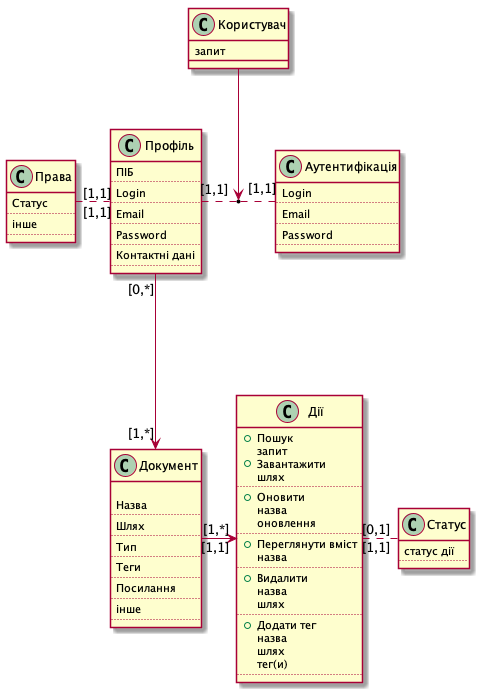 C Користувач
запит
C Профіль
ПІБ
Login
Email
Password
Контактні дані
C Аутентифікація
Login
Email
Password
C Права
Статус
інше
[1,1]
[1,1]
[1,1]
[1,1]
[0,*]
[1,*]
C Документ
Назва
Шлях
Тип
Теги
Посилання
інше
[1,*]
[1,1]
C Дії
Пошук
запит
Завантажити
шлях
Оновити
назва
оновлення
Переглянути вміст
назва
Видалити
назва
шлях
Додати тег
назва
шлях
тег(и)
[0,1]
[1,1]
C Статус
статус дії